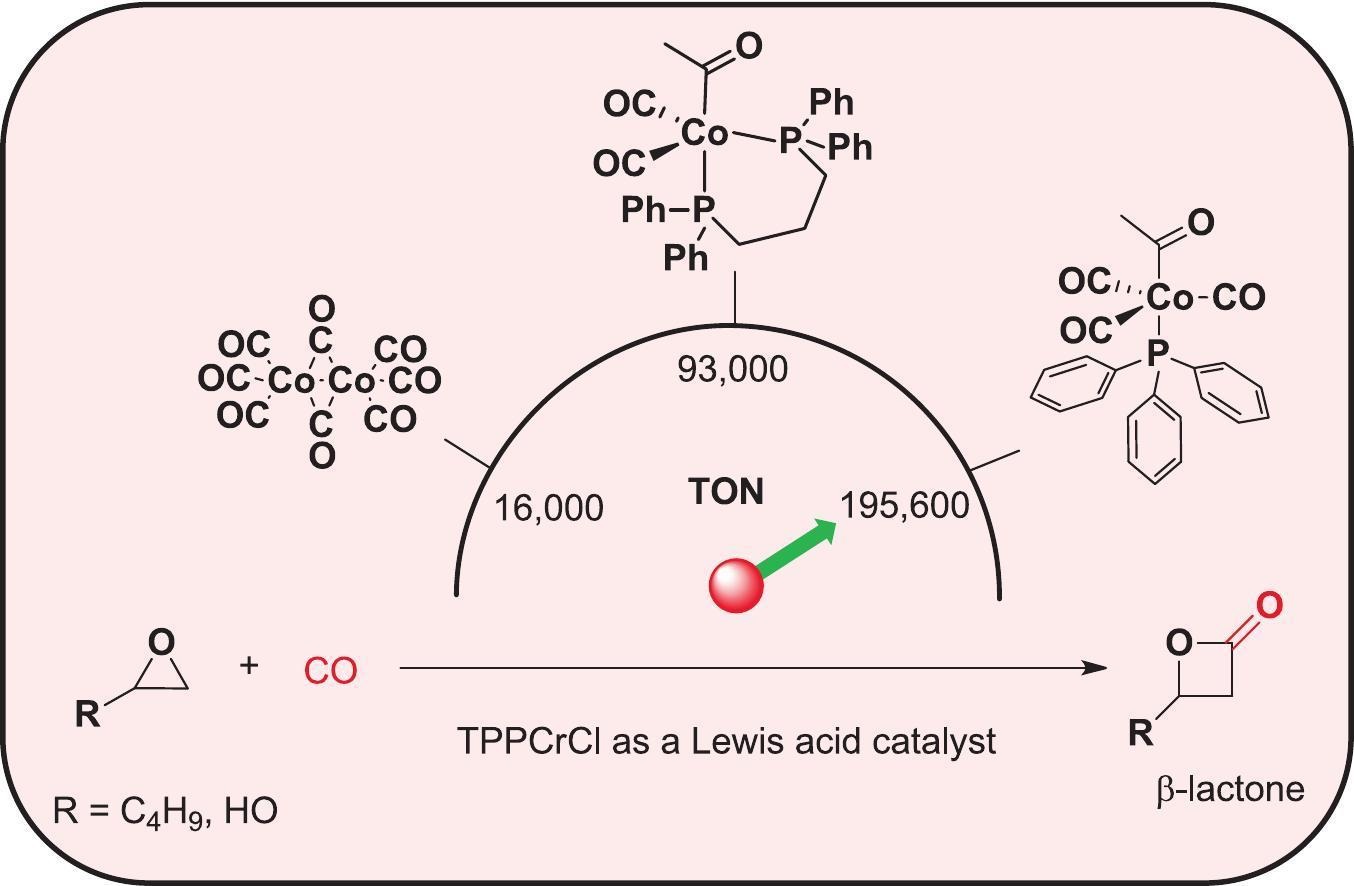 O
OC
Ph
Co
P
Ph
OC
Ph
P
Ph
O
OC
Co
CO
OC
P
O
OC
C
CO
OC
Co
Co
CO
OC
C
CO
O
93,000
16,000
TON
195,600
O
R
+
CO
O
O
R
TPPCrCl as a Lewis acid catalyst
β-lactone
R = C₄H₉, HO